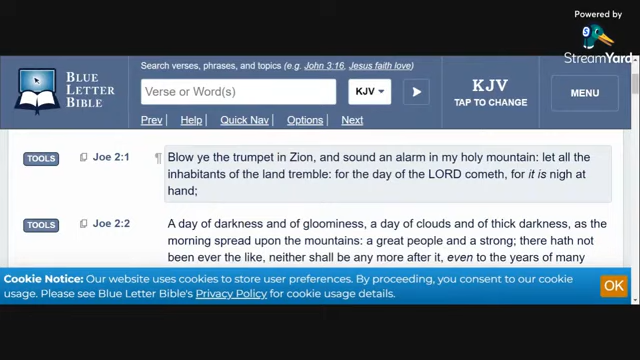 Powered by
StreamYard
Search verses, phrases, and topics (e.g. John 3:16, Jesus faith love)
BLUE
LETTER
BIBLE
Verse or Word(s)
KJV
KJV
TAP TO CHANGE
MENU
Prev | Help | Quick Nav | Options | Next
TOOLS Joe 2:1 ¶ Blow ye the trumpet in Zion, and sound an alarm in my holy mountain: let all the
inhabitants of the land tremble: for the day of the LORD cometh, for it is nigh at
hand;
TOOLS Joe 2:2 A day of darkness and of gloominess, a day of clouds and of thick darkness, as the
morning spread upon the mountains: a great people and a strong; there hath not
been ever the like, neither shall be any more after it, even to the years of many
Cookie Notice: Our website uses cookies to store user preferences. By proceeding, you consent to our cookie
usage. Please see Blue Letter Bible's Privacy Policy for cookie usage details.
OK